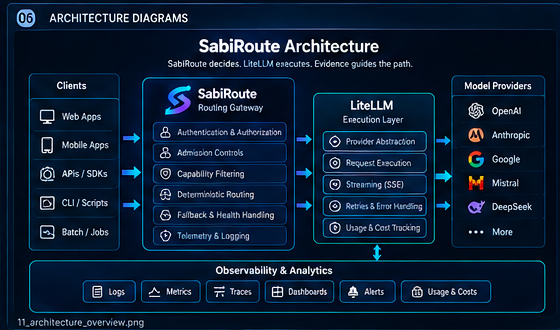 06 ARCHITECTURE DIAGRAMS
SabiRoute Architecture
SabiRoute decides. LiteLLM executes. Evidence guides the path.
Clients
Web Apps
Mobile Apps
APIs / SDKs
CLI / Scripts
Batch / Jobs
SabiRoute
Routing Gateway
Authentication & Authorization
Admission Controls
Capability Filtering
Deterministic Routing
Fallback & Health Handling
Telemetry & Logging
LiteLLM
Execution Layer
Provider Abstraction
Request Execution
Streaming (SSE)
Retries & Error Handling
Usage & Cost Tracking
Model Providers
OpenAI
Anthropic
Google
Mistral
DeepSeek
More
Observability & Analytics
Logs
Metrics
Traces
Dashboards
Alerts
Usage & Costs
11_architecture_overview.png